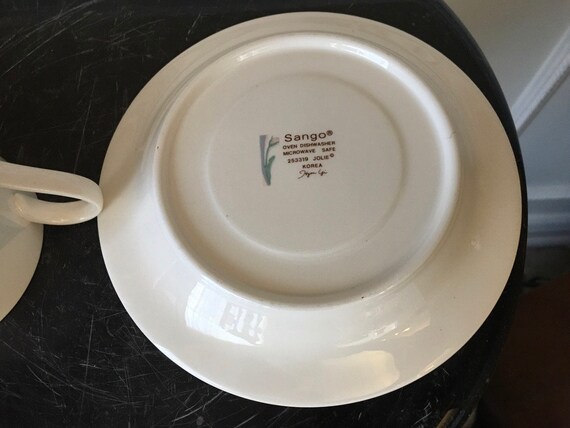 Sango®
OVEN DISHWASHER
MICROWAVE SAFE
253319 JOLIE©
KOREA